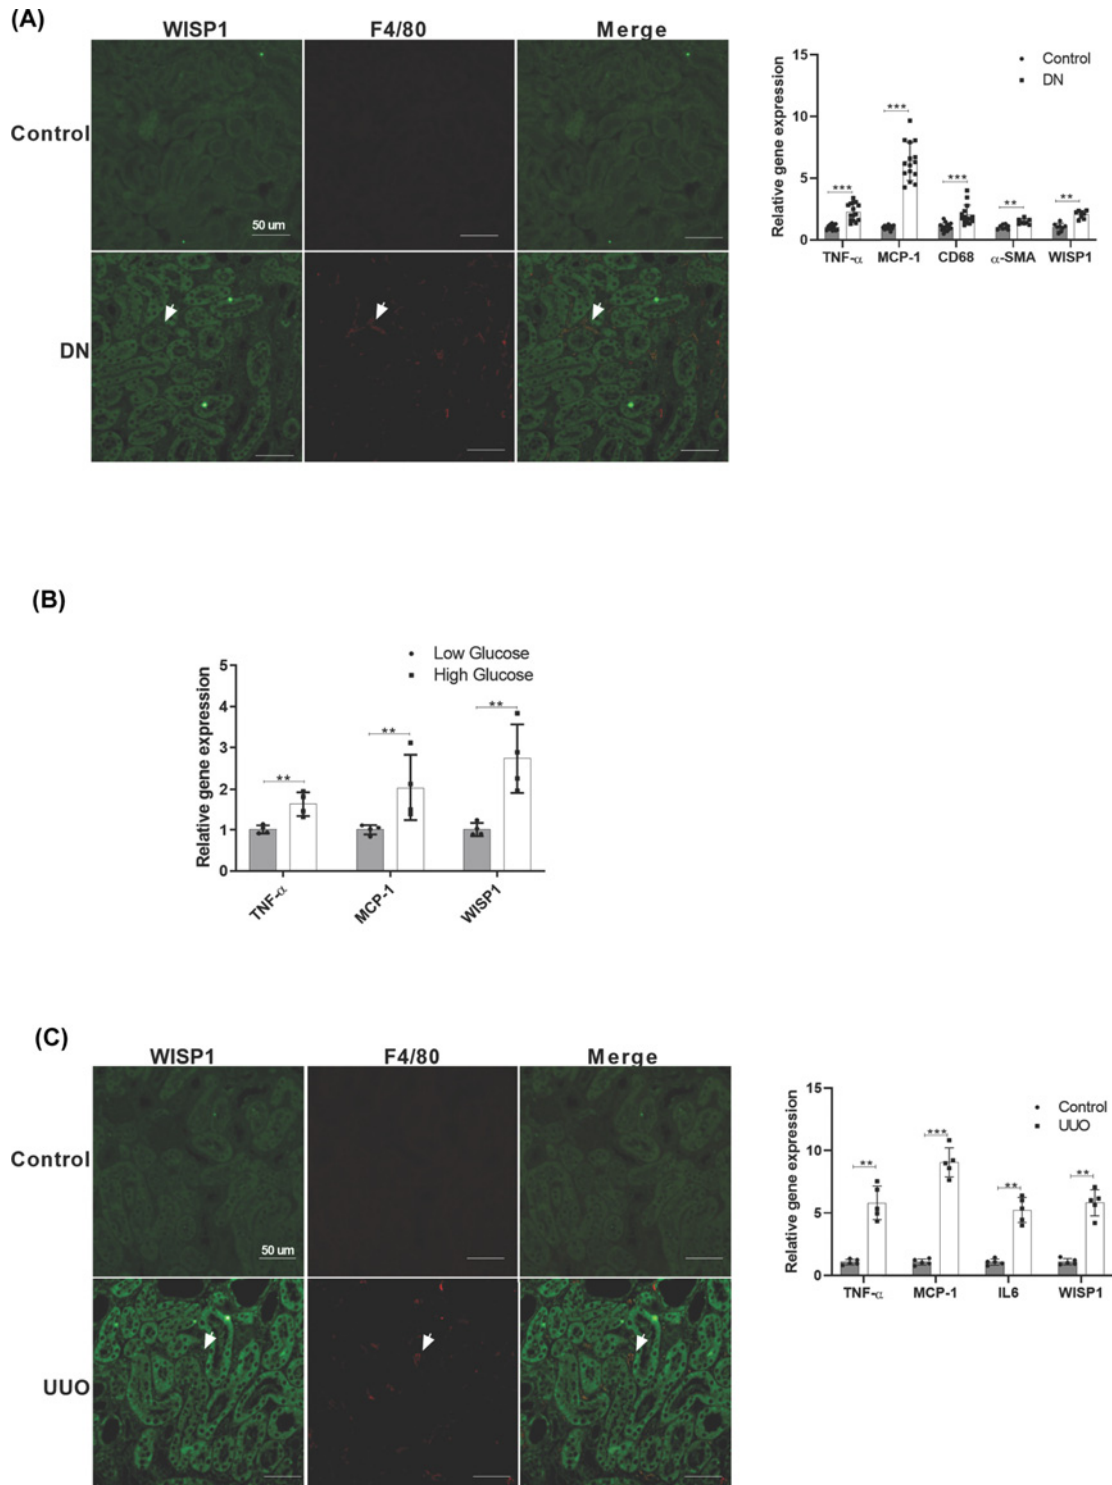 (A)
WISP1 F4/80 Merge
Control
50 um
DN
Relative gene expression
15
10
5
0
Control
DN
***
***
***
**
**
TNF-α MCP-1 CD68 α-SMA WISP1
(B)
Relative gene expression
5
4
3
2
1
0
Low Glucose
High Glucose
**
**
**
TNF-α MCP-1 WISP1
(C)
WISP1 F4/80 Merge
Control
50 um
UUO
Relative gene expression
15
10
5
0
Control
UUO
**
***
**
**
TNF-α MCP-1 IL6 WISP1